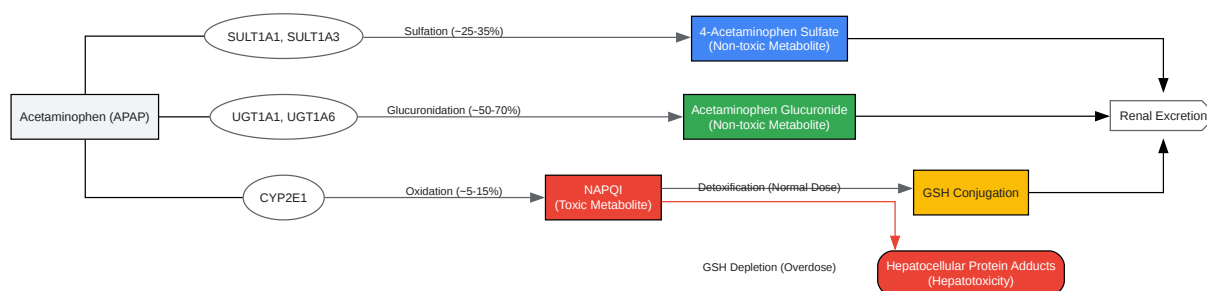 SULT1A1, SULT1A3
Sulfation (~25-35%)
4-Acetaminophen Sulfate
(Non-toxic Metabolite)
Acetaminophen (APAP)
UGT1A1, UGT1A6
Glucuronidation (~50-70%)
Acetaminophen Glucuronide
(Non-toxic Metabolite)
Renal Excretion
CYP2E1
Oxidation (~5-15%)
NAPQI
(Toxic Metabolite)
Detoxification (Normal Dose)
GSH Conjugation
GSH Depletion (Overdose)
Hepatocellular Protein Adducts
(Hepatotoxicity)